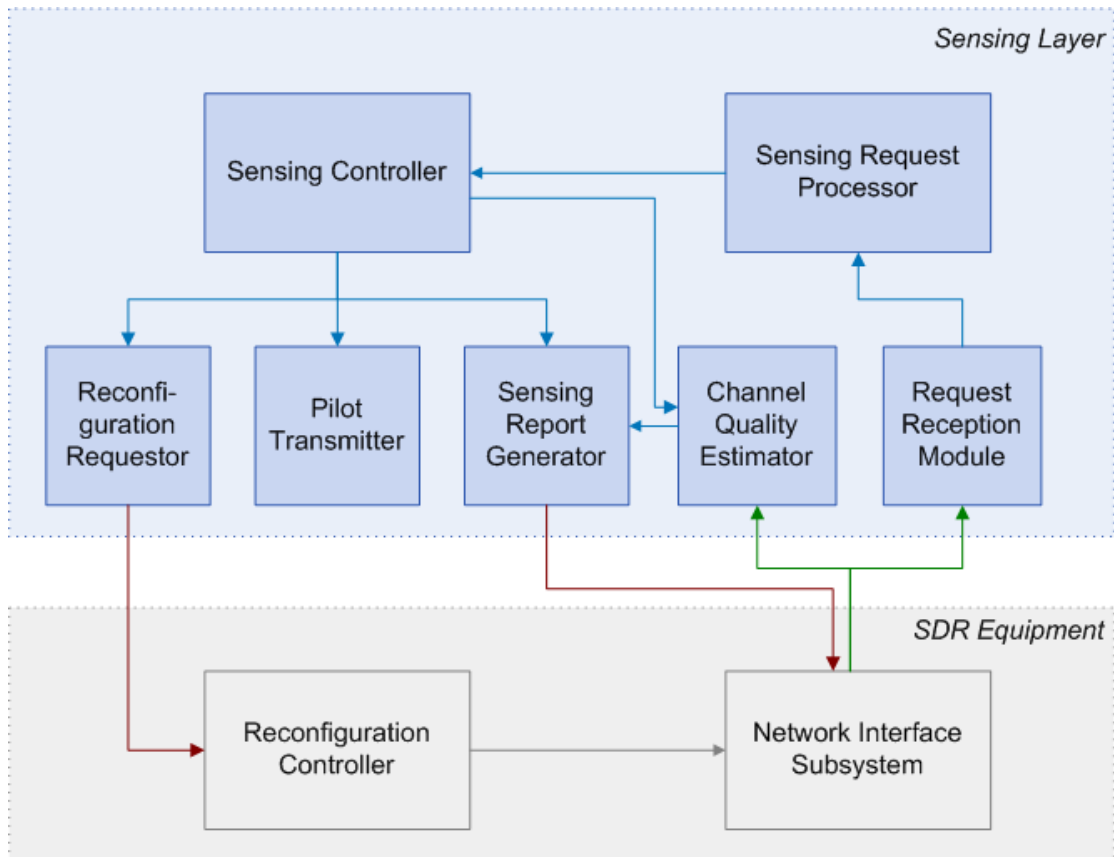 Sensing Layer
Sensing Controller
Sensing Request
Processor
Reconfi-
guration
Requestor
Pilot
Transmitter
Sensing
Report
Generator
Channel
Quality
Estimator
Request
Reception
Module
SDR Equipment
Reconfiguration
Controller
Network Interface
Subsystem